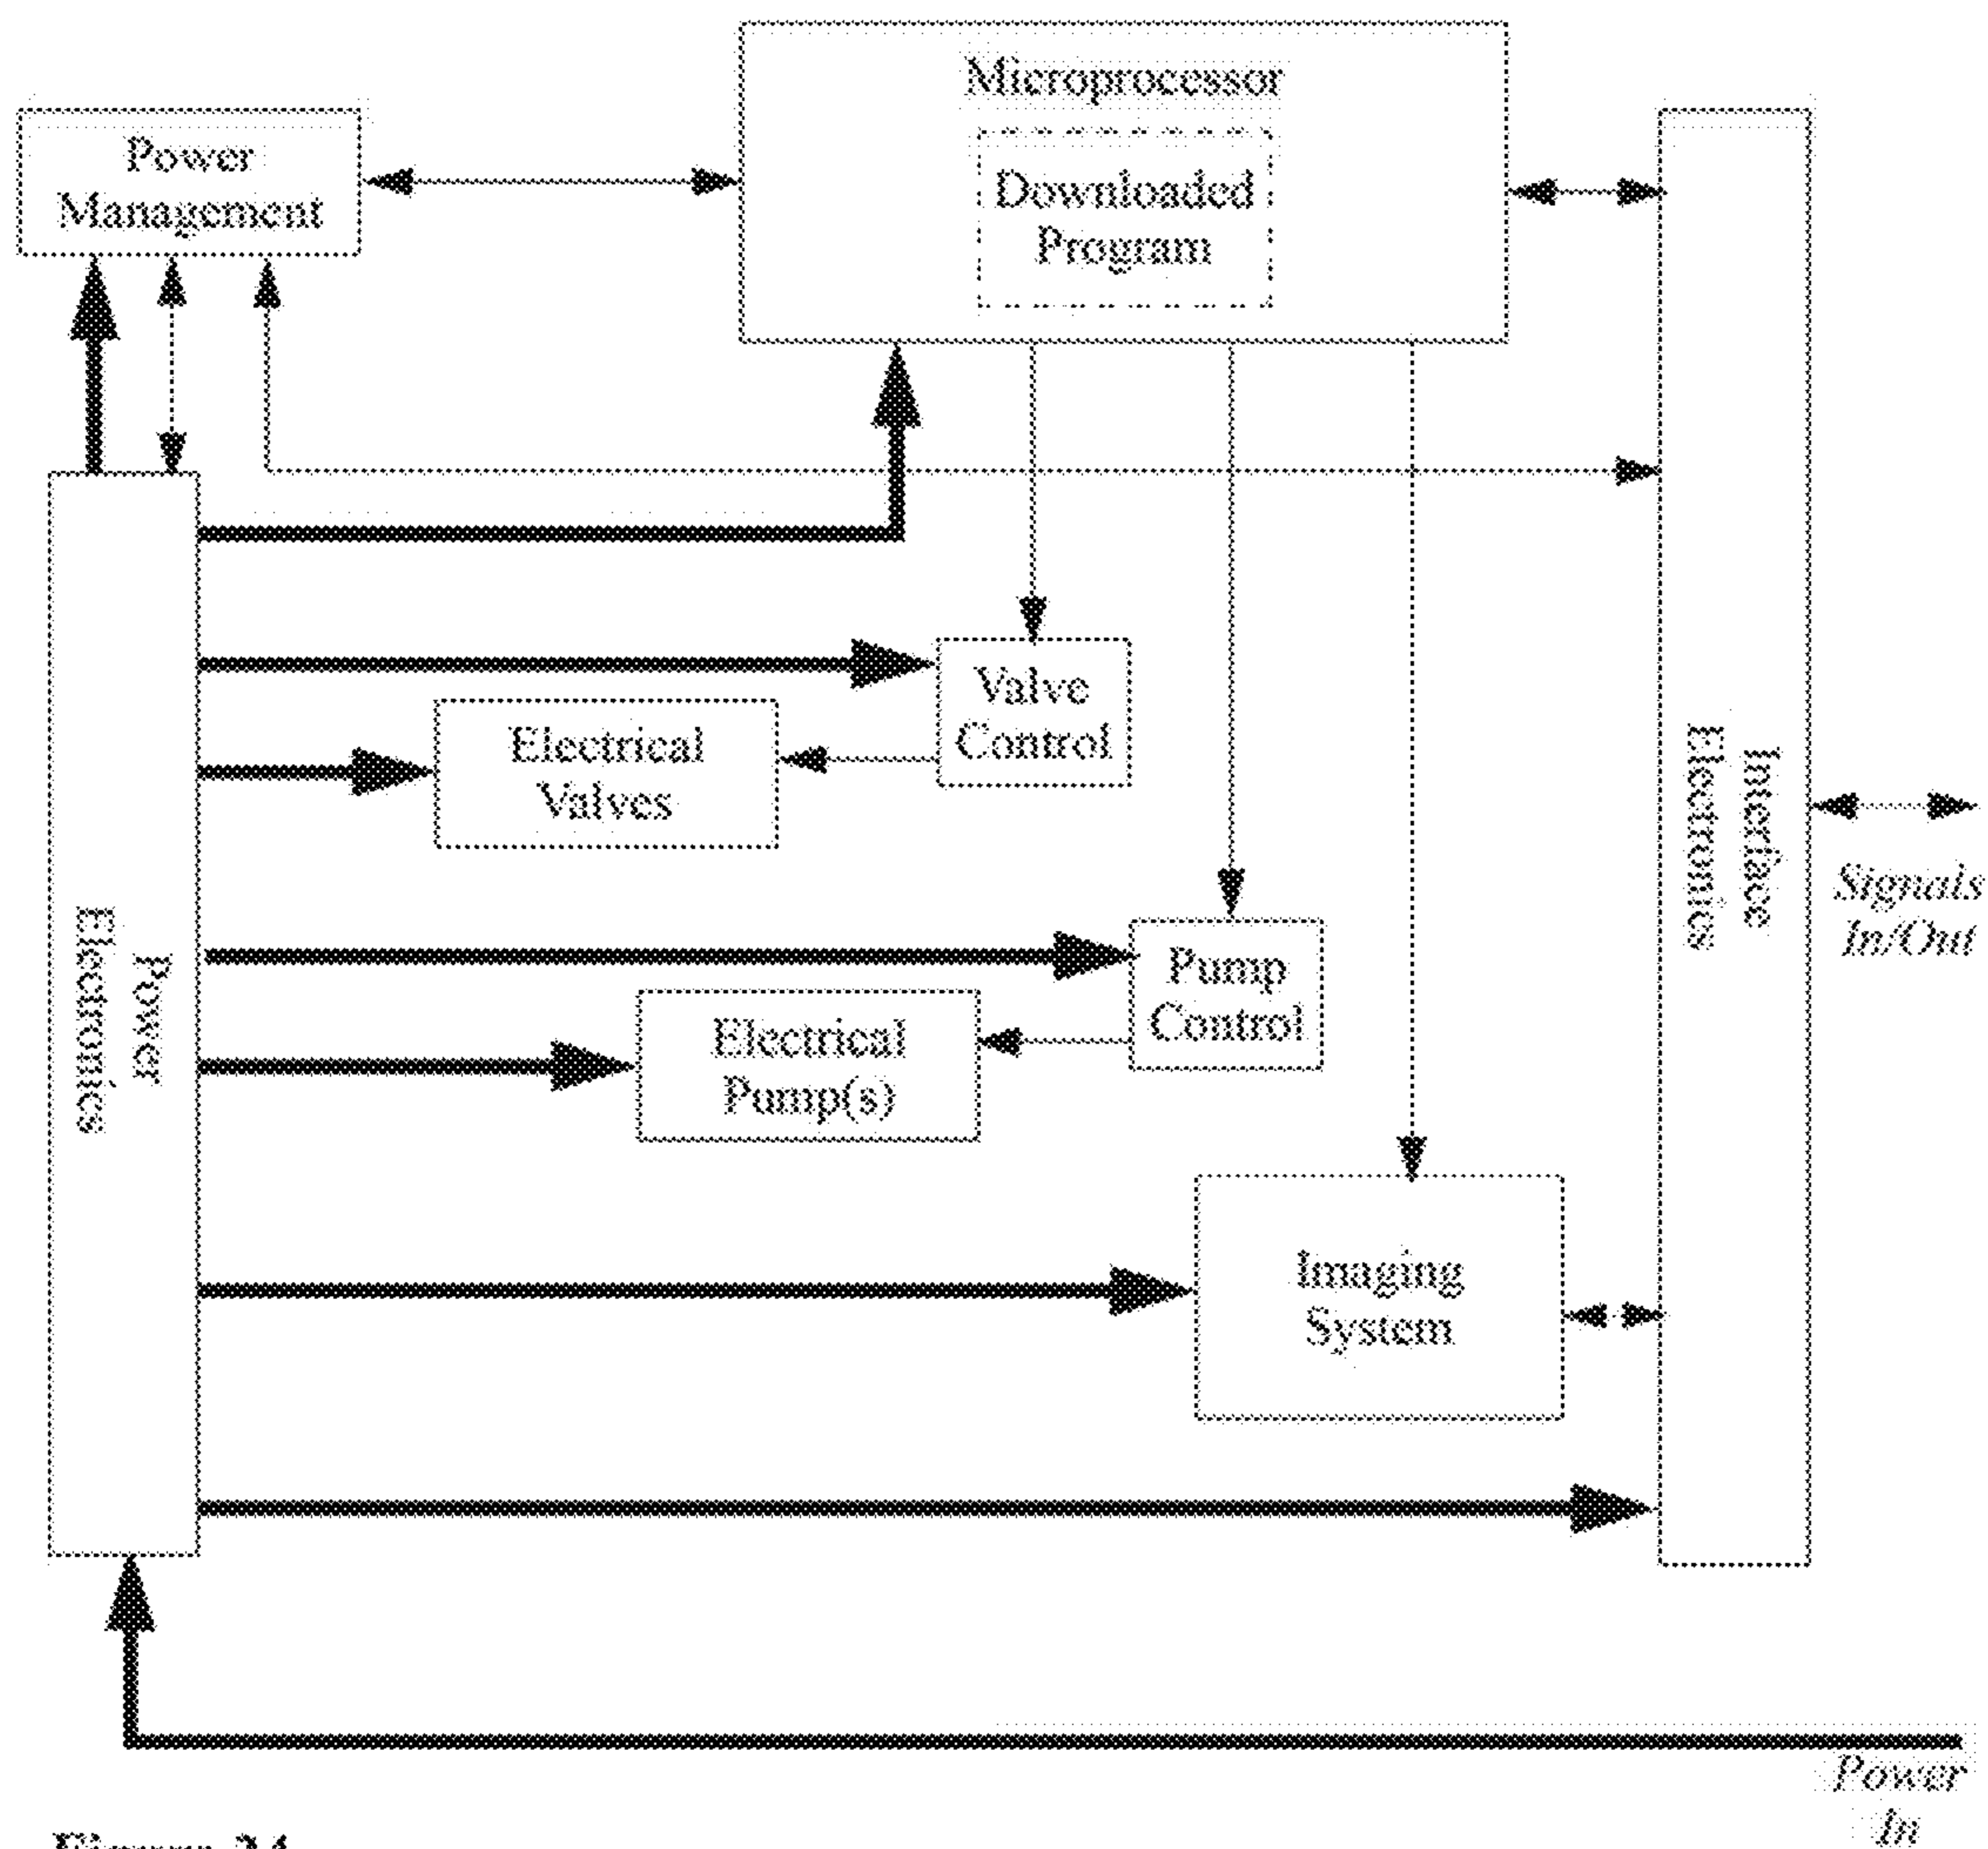 Microprocessor
Power
Management
Downloaded
Program
Valve
Control
Electrical
Valves
Interface
Electronics
Signals
In/Out
Power
Electronics
Pump
Control
Electrical
Pump(s)
Imaging
System
Power
In